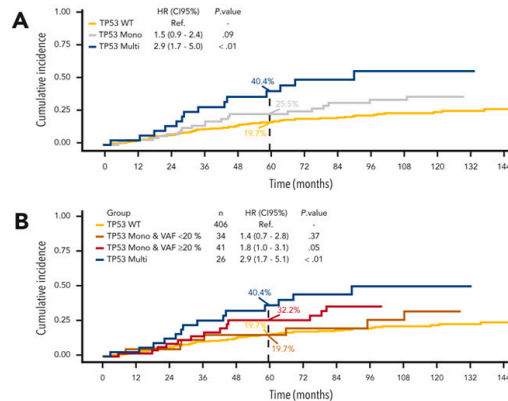 A
HR (CI95%) P.value
TP53 WT Ref. -
TP53 Mono 1.5 (0.9 - 2.4) .09
TP53 Multi 2.9 (1.7 - 5.0) < .01
Cumulative incidence
1.00
0.75
0.50
0.25
0.00
40.4%
25.5%
19.7%
0 12 24 36 48 60 72 84 96 108 120 132 144
Time (months)
B
Group n HR (CI95%) P.value
TP53 WT 406 Ref. -
TP53 Mono & VAF <20 % 34 1.4 (0.7 - 2.8) .37
TP53 Mono & VAF ≥20 % 41 1.8 (1.0 - 3.1) .05
TP53 Multi 26 2.9 (1.7 - 5.1) < .01
Cumulative incidence
1.00
0.75
0.50
0.25
0.00
40.4%
32.2%
19.7%
19.7%
0 12 24 36 48 60 72 84 96 108 120 132 144
Time (months)